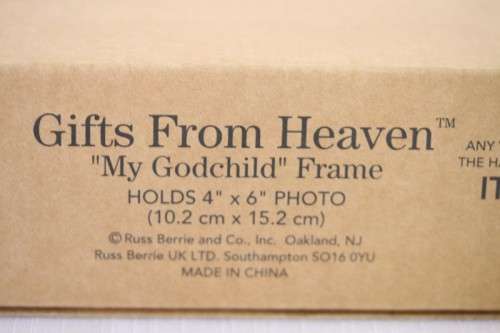 Gifts From Heaven™
"My Godchild" Frame
HOLDS 4" x 6" PHOTO
(10.2 cm x 15.2 cm)
© Russ Berrie and Co., Inc. Oakland, NJ
Russ Berrie UK LTD. Southampton SO16 0YU
MADE IN CHINA
ANY
THE
IT